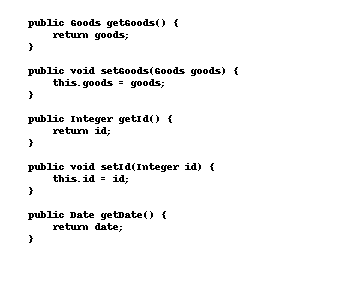 public Goods getGoods() {
    return goods;
}

public void setGoods(Goods goods) {
    this.goods = goods;
}

public Integer getId() {
    return id;
}

public void setId(Integer id) {
    this.id = id;
}

public Date getDate() {
    return date;
}